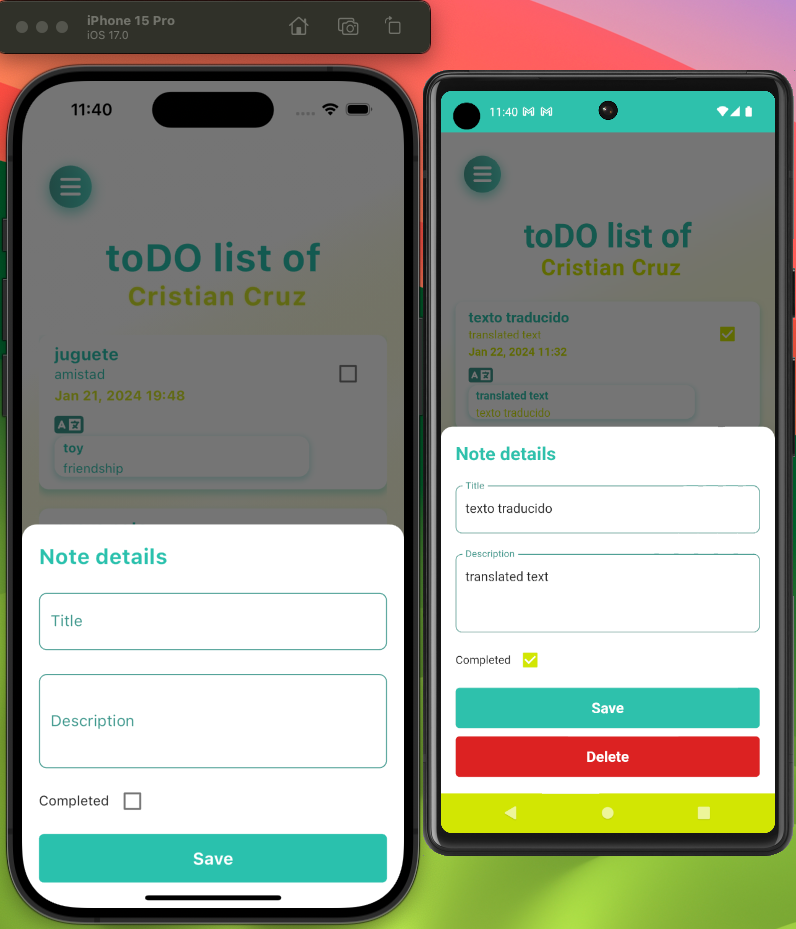 iPhone 15 Pro
iOS 17.0
11:40
toDO list of
Cristian Cruz
juguete
amistad
Jan 21, 2024 19:48
A
toy
friendship
Note details
Title
Description
Completed
Save
11:40
toDO list of
Cristian Cruz
texto traducido
translated text
Jan 22, 2024 11:32
A
translated text
texto traducido
Note details
Title
texto traducido
Description
translated text
Completed
Save
Delete